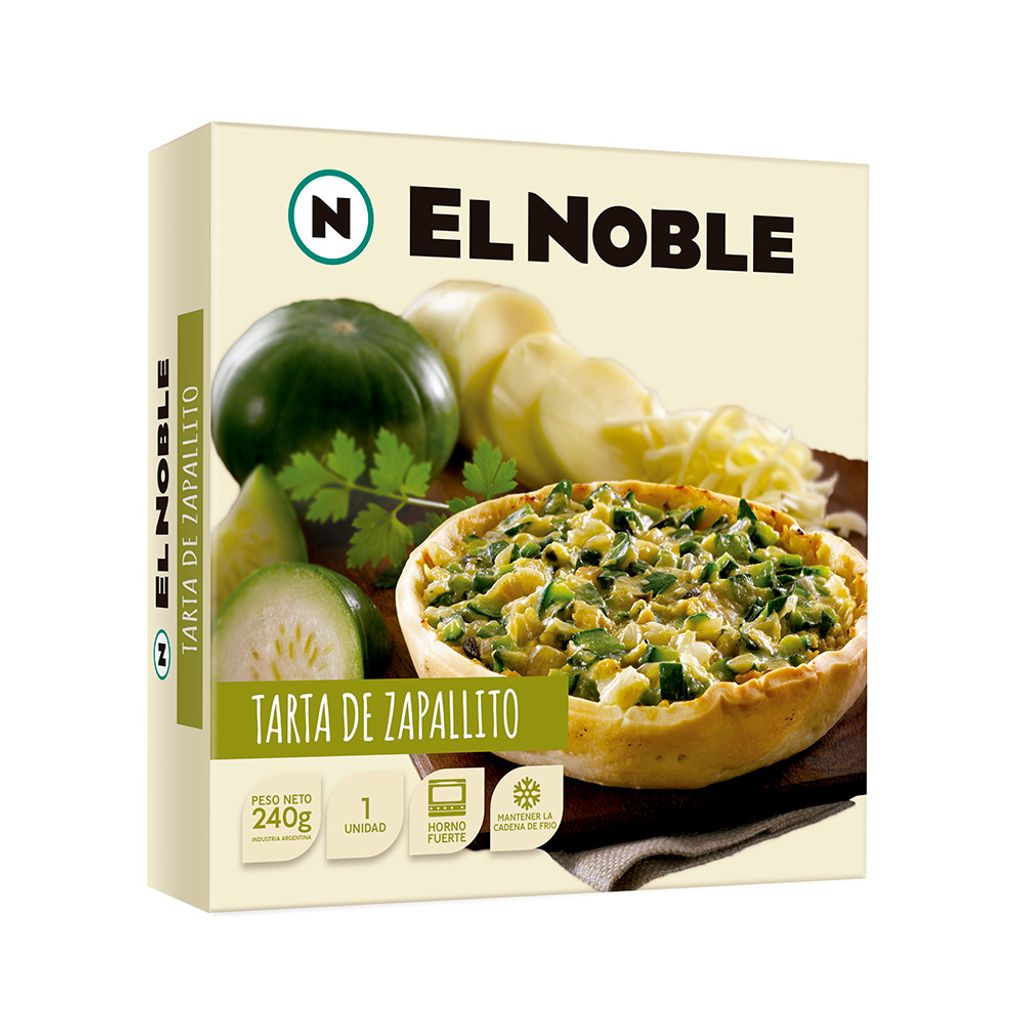 N EL NOBLE
TARTA DE ZAPALLITO
PESO NETO
240g
INDUSTRIA ARGENTINA
1
UNIDAD
HORNO
FUERTE
MANTENER LA
CADENA DE FRIO
N EL NOBLE
TARTA DE ZAPALLITO